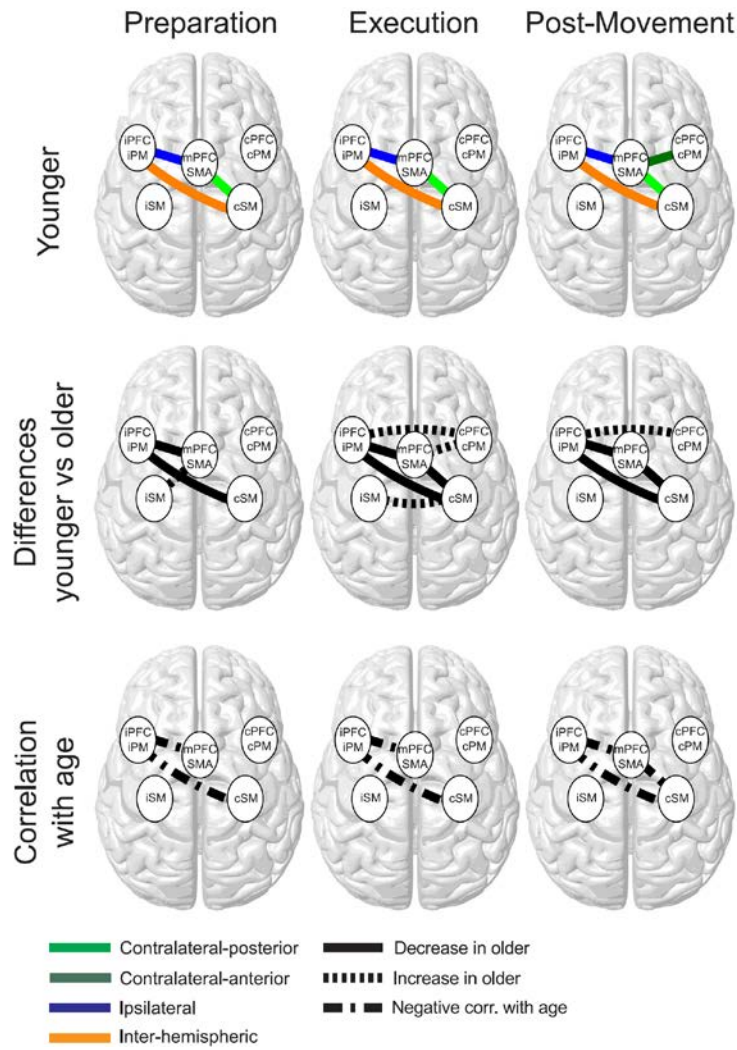 Preparation Execution Post-Movement
Younger
iPFC
iPM
mPFC
SMA
cPFC
cPM
iSM
cSM
iPFC
iPM
mPFC
SMA
cPFC
cPM
iSM
cSM
iPFC
iPM
mPFC
SMA
cPFC
cPM
iSM
cSM
Differences
younger vs older
iPFC
iPM
mPFC
SMA
cPFC
cPM
iSM
cSM
iPFC
iPM
mPFC
SMA
cPFC
cPM
iSM
cSM
iPFC
iPM
mPFC
SMA
cPFC
cPM
iSM
cSM
Correlation
with age
iPFC
iPM
mPFC
SMA
cPFC
cPM
iSM
cSM
iPFC
iPM
mPFC
SMA
cPFC
cPM
iSM
cSM
iPFC
iPM
mPFC
SMA
cPFC
cPM
iSM
cSM
Contralateral-posterior
Contralateral-anterior
Ipsilateral
Inter-hemispheric
Decrease in older
Increase in older
Negative corr. with age